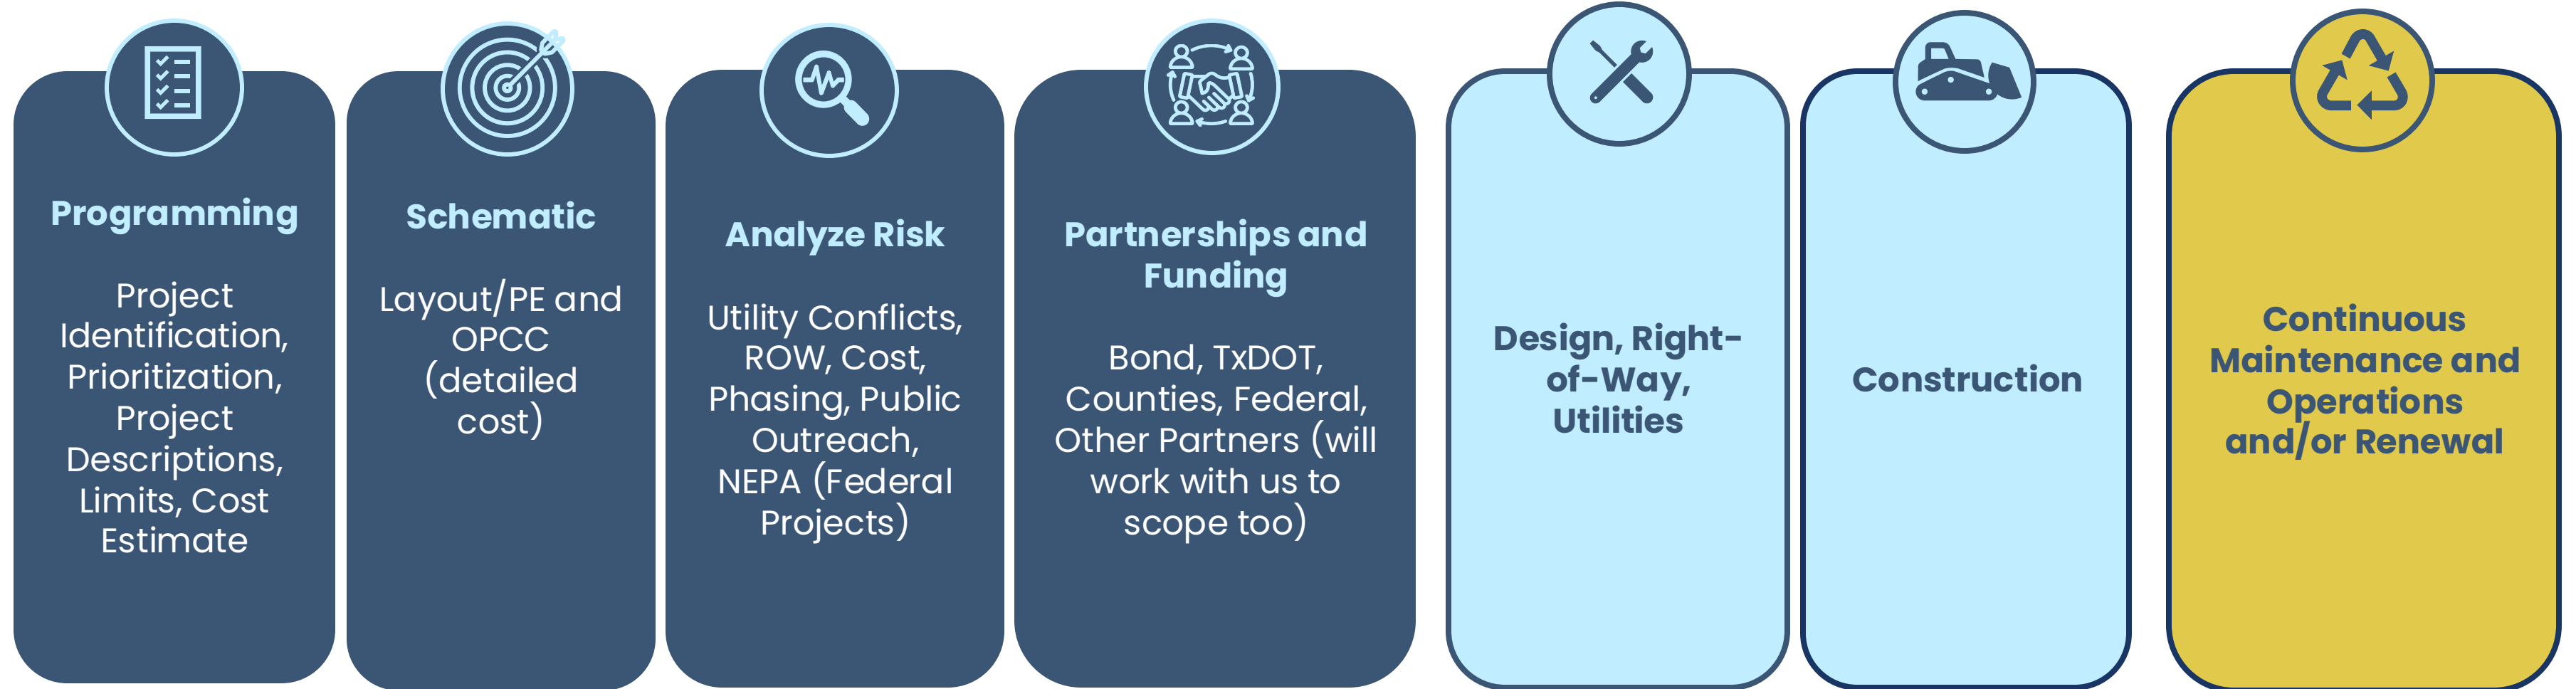 Programming
Project
Identification,
Prioritization,
Project
Descriptions,
Limits, Cost
Estimate
Schematic
Layout/PE and
OPCC
(detailed
cost)
Analyze Risk
Utility Conflicts,
ROW, Cost,
Phasing, Public
Outreach,
NEPA (Federal
Projects)
Partnerships and
Funding
Bond, TxDOT,
Counties, Federal,
Other Partners (will
work with us to
scope too)
Design, Right-
of-Way,
Utilities
Construction
Continuous
Maintenance and
Operations
and/or Renewal